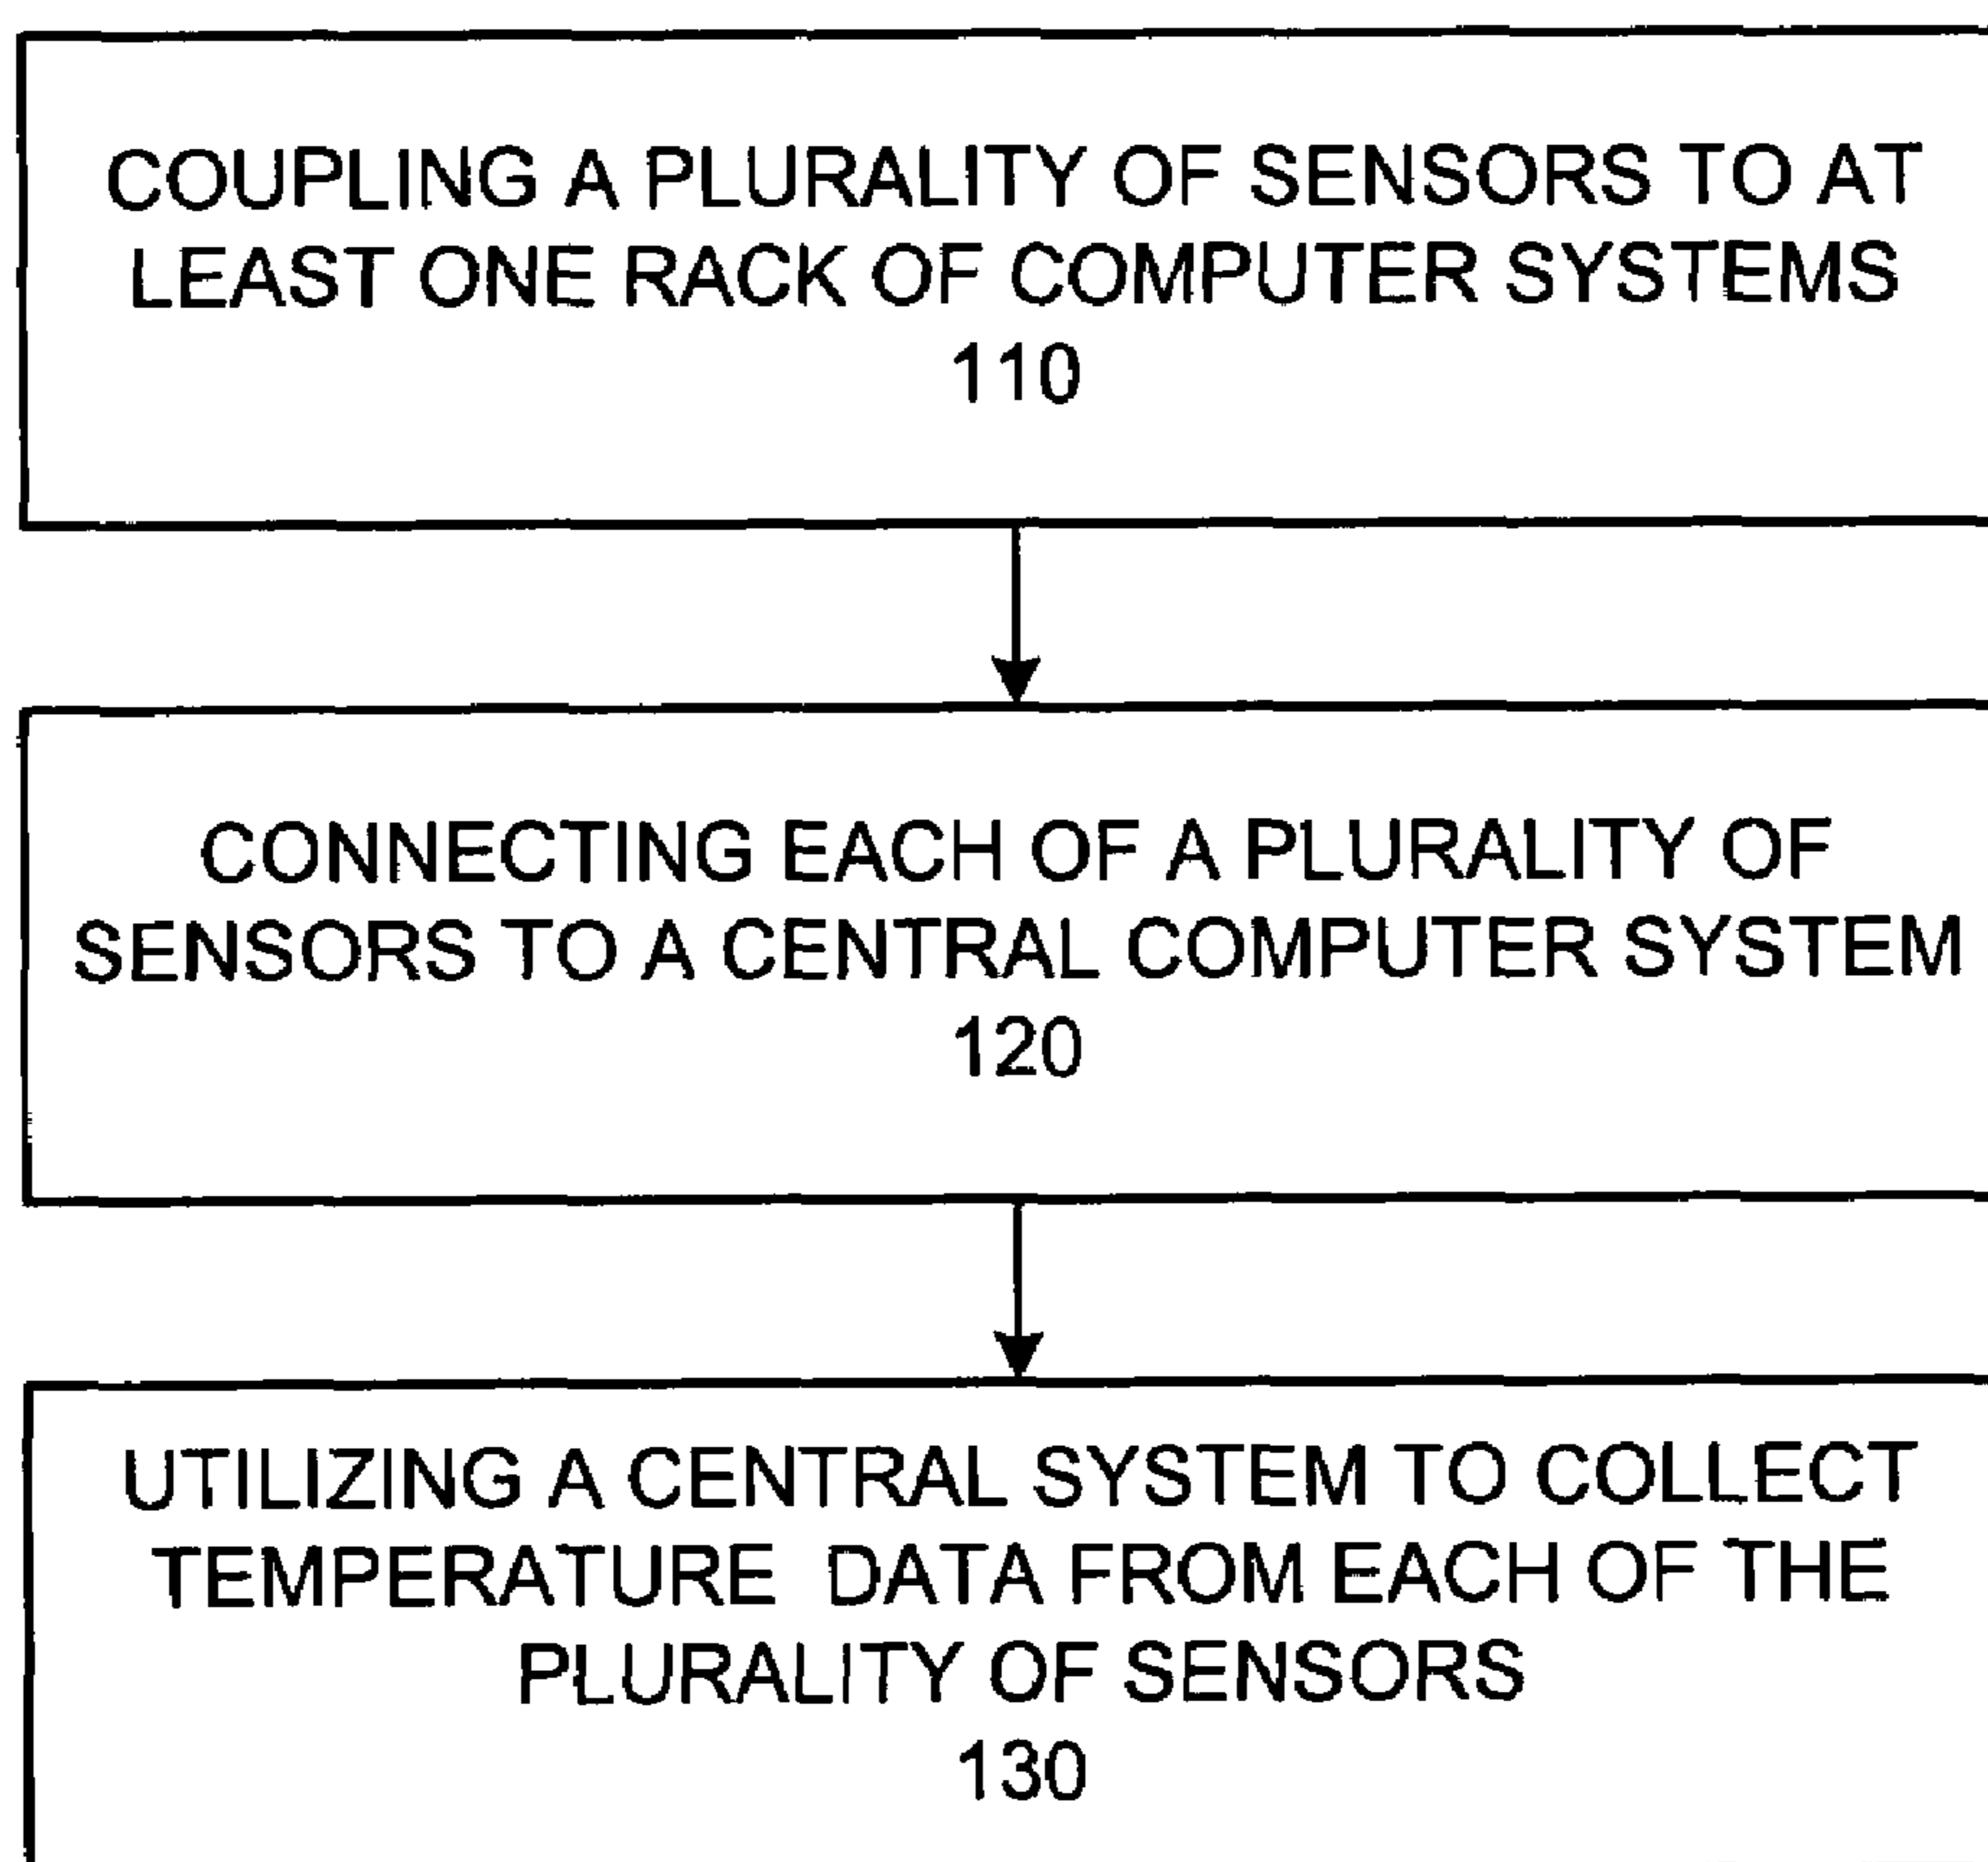 COUPLING A PLURALITY OF SENSORS TO AT
LEAST ONE RACK OF COMPUTER SYSTEMS
110
CONNECTING EACH OF A PLURALITY OF
SENSORS TO A CENTRAL COMPUTER SYSTEM
120
UTILIZING A CENTRAL SYSTEM TO COLLECT
TEMPERATURE DATA FROM EACH OF THE
PLURALITY OF SENSORS
130